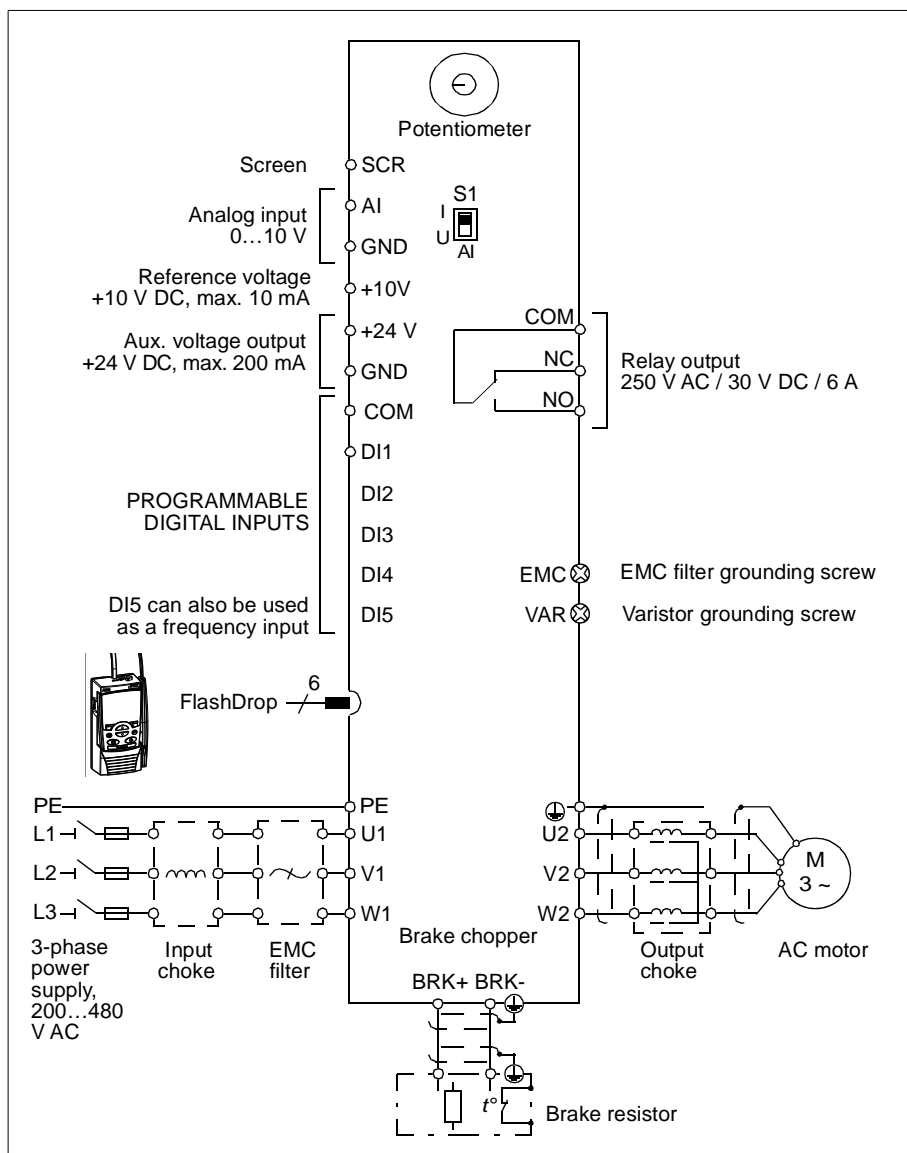 Potentiometer
Screen
SCR
S1
I
U
AI
Analog input
0…10 V
AI
GND
Reference voltage
+10 V DC, max. 10 mA
+10V
Aux. voltage output
+24 V DC, max. 200 mA
+24 V
GND
COM
NC
NO
Relay output
250 V AC / 30 V DC / 6 A
COM
DI1
DI2
DI3
DI4
DI5
PROGRAMMABLE
DIGITAL INPUTS
DI5 can also be used
as a frequency input
EMC
EMC filter grounding screw
VAR
Varistor grounding screw
FlashDrop
6
PE
PE
L1
U1
U2
L2
V1
V2
L3
W1
W2
M
3 ~
3-phase
power
supply,
200…480
V AC
Input
choke
EMC
filter
Brake chopper
Output
choke
AC motor
BRK+ BRK-
t°
Brake resistor